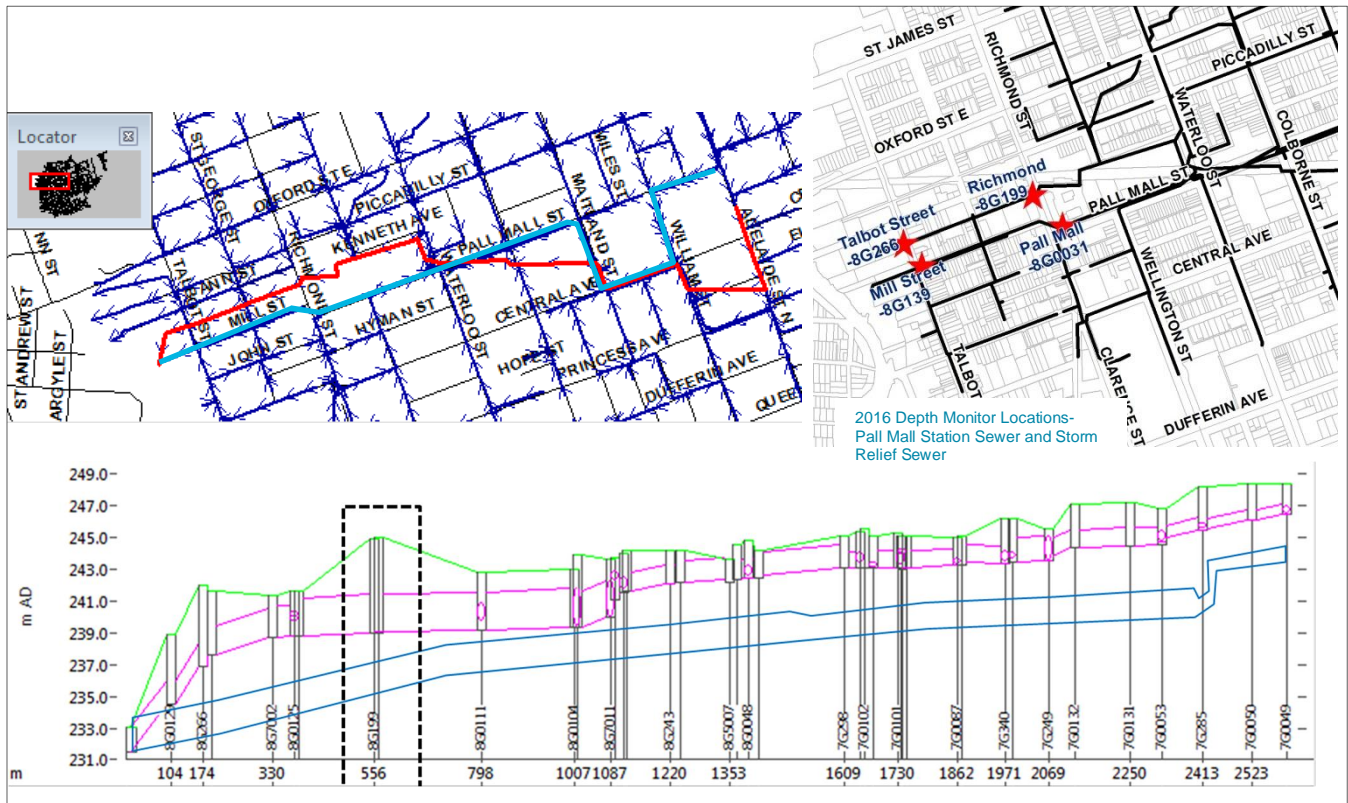 Locator
NN ST
ST ANDREW ST
ARGYLE ST
ST GEORGE ST
OXFORD ST E
PICCADILLY ST
KENNETH AVE
RICHMOND ST
TALBOT ST
MILL ST
JOHN ST
HYMAN ST
WATERLOO ST
PALL MALL ST
MAITLAND ST
MILES ST
WILLIAM ST
ADELAIDE ST N
CENTRAL AVE
HOPE ST
PRINCESS AVE
DUFFERIN AVE
ST JAMES ST
RICHMOND ST
PICCADILLY ST
OXFORD ST E
WATERLOO ST
COLBORNE ST
Richmond
-8G199
PALL MALL ST
Talbot Street
-8G266
Pall Mall
-8G0031
Mill Street
-8G139
CENTRAL AVE
WELLINGTON ST
TALBOT
CLARENCE ST
DUFFERIN AVE
2016 Depth Monitor Locations-
Pall Mall Station Sewer and Storm
Relief Sewer
249.0
247.0
245.0
243.0
241.0
239.0
237.0
235.0
233.0
231.0
m AD
8G266
8G7002
8G0125
8G199
8G0111
8G0104
8G7011
8G243
8G5007
8G0048
7G298
7G0102
7G0101
7G0087
7G340
7G249
7G0132
7G0131
7G0053
7G285
7G0050
7G0049
m 104 174 330 556 798 1007 1087 1220 1353 1609 1730 1862 1971 2069 2250 2413 2523